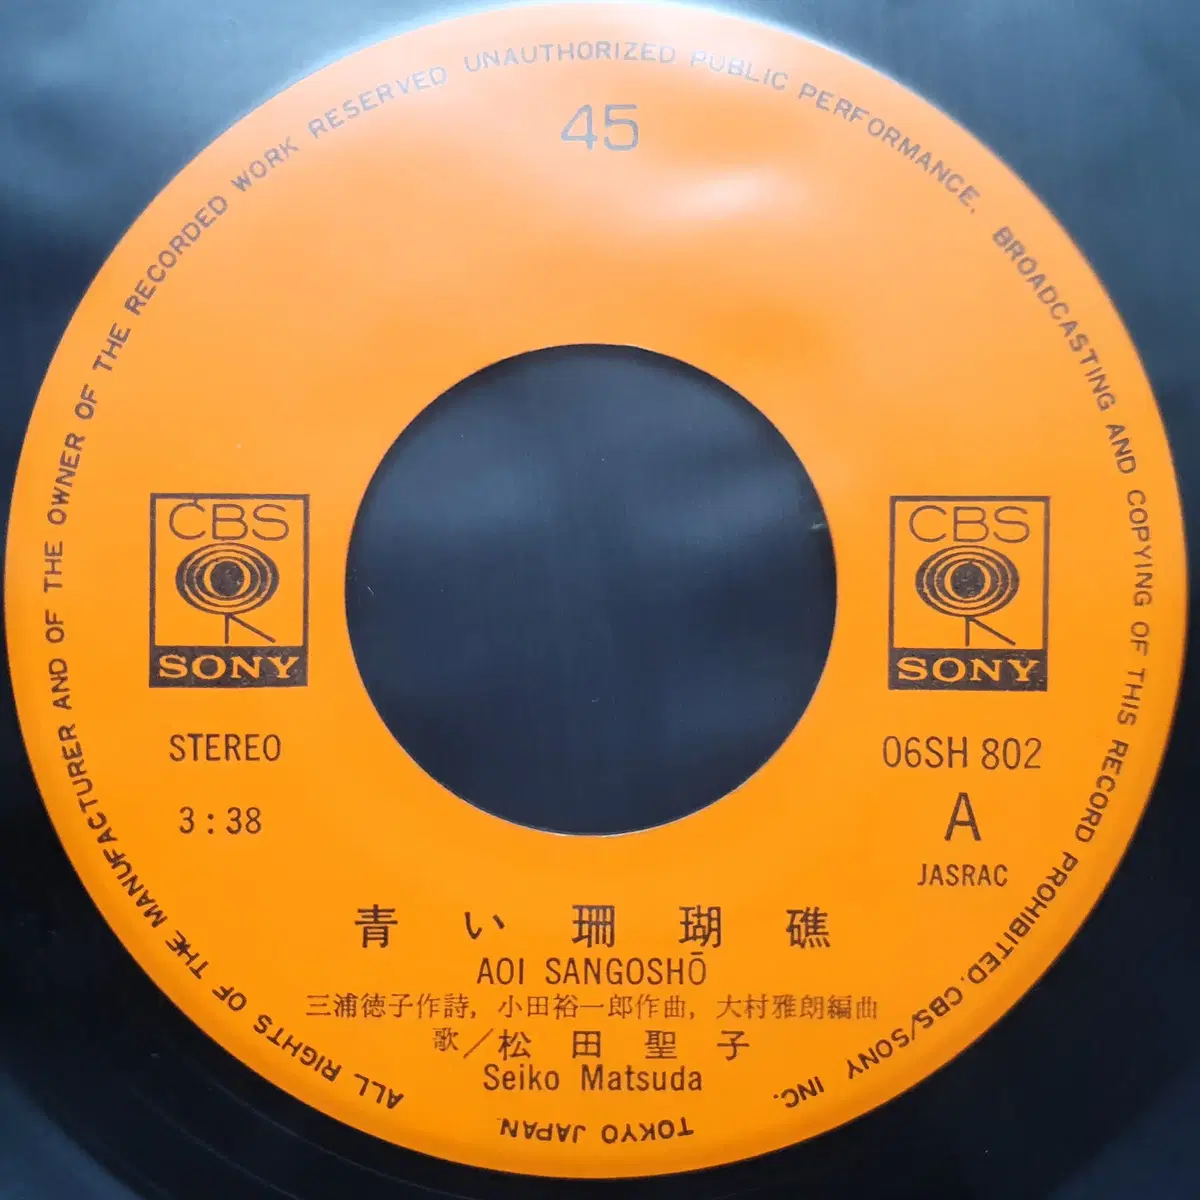 ALL RIGHTS OF THE MANUFACTURER AND OF THE OWNER OF THE RECORDED WORK RESERVED UNAUTHORIZED PUBLIC PERFORMANCE. BROADCASTING AND COPYING OF THIS RECORD PROHIBITED. CBS/SONY INC.
TOKYO JAPAN.
45
CBS
SONY
CBS
SONY
STEREO
3:38
06SH 802
A
JASRAC
青い珊瑚礁
AOI SANGOSHŌ
三浦徳子作詩, 小田裕一郎作曲, 大村雅朗編曲
歌/松田聖子
Seiko Matsuda